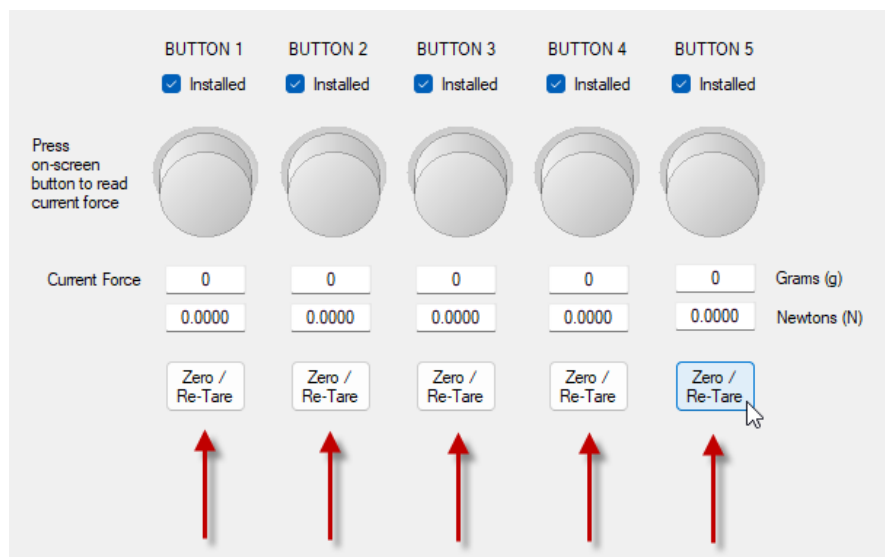 BUTTON 1 BUTTON 2 BUTTON 3 BUTTON 4 BUTTON 5
Installed Installed Installed Installed Installed
Press
on-screen
button to read
current force
Current Force 0 0 0 0 0 Grams (g)
0.0000 0.0000 0.0000 0.0000 0.0000 Newtons (N)
Zero / Zero / Zero / Zero / Zero /
Re-Tare Re-Tare Re-Tare Re-Tare Re-Tare